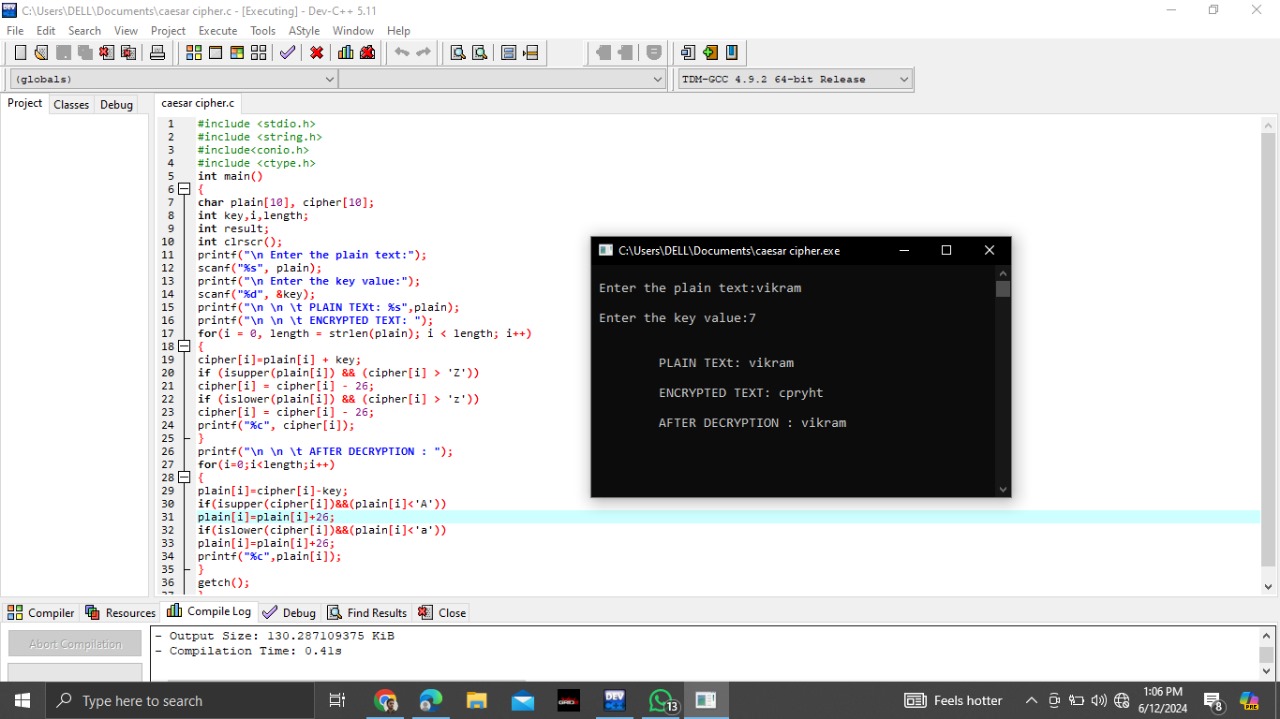 C:\Users\DELL\Documents\caesar cipher.c - [Executing] - Dev-C++ 5.11
File Edit Search View Project Execute Tools AStyle Window Help
(globals)
TDM-GCC 4.9.2 64-bit Release
Project Classes Debug
caesar cipher.c
1 #include <stdio.h>
2 #include <string.h>
3 #include<conio.h>
4 #include <ctype.h>
5 int main()
6 {
7 char plain[10], cipher[10];
8 int key,i,length;
9 int result;
10 int clrscr();
11 printf("\n Enter the plain text:");
12 scanf("%s", plain);
13 printf("\n Enter the key value:");
14 scanf("%d", &key);
15 printf("\n \n \t PLAIN TEXt: %s",plain);
16 printf("\n \n \t ENCRYPTED TEXT: ");
17 for(i = 0, length = strlen(plain); i < length; i++)
18 {
19 cipher[i]=plain[i] + key;
20 if (isupper(plain[i]) && (cipher[i] > 'Z'))
21 cipher[i] = cipher[i] - 26;
22 if (islower(plain[i]) && (cipher[i] > 'z'))
23 cipher[i] = cipher[i] - 26;
24 printf("%c", cipher[i]);
25 }
26 printf("\n \n \t AFTER DECRYPTION : ");
27 for(i=0;i<length;i++)
28 {
29 plain[i]=cipher[i]-key;
30 if(isupper(cipher[i])&&(plain[i]<'A'))
31 plain[i]=plain[i]+26;
32 if(islower(cipher[i])&&(plain[i]<'a'))
33 plain[i]=plain[i]+26;
34 printf("%c",plain[i]);
35 }
36 getch();
37 }
C:\Users\DELL\Documents\caesar cipher.exe
Enter the plain text:vikram
Enter the key value:7
PLAIN TEXt: vikram
ENCRYPTED TEXT: cpryht
AFTER DECRYPTION : vikram
Compiler Resources Compile Log Debug Find Results Close
Abort Compilation
- Output Size: 130.287109375 KiB
- Compilation Time: 0.41s
Type here to search
DEV
13
Feels hotter
1:06 PM
6/12/2024
8
PRE